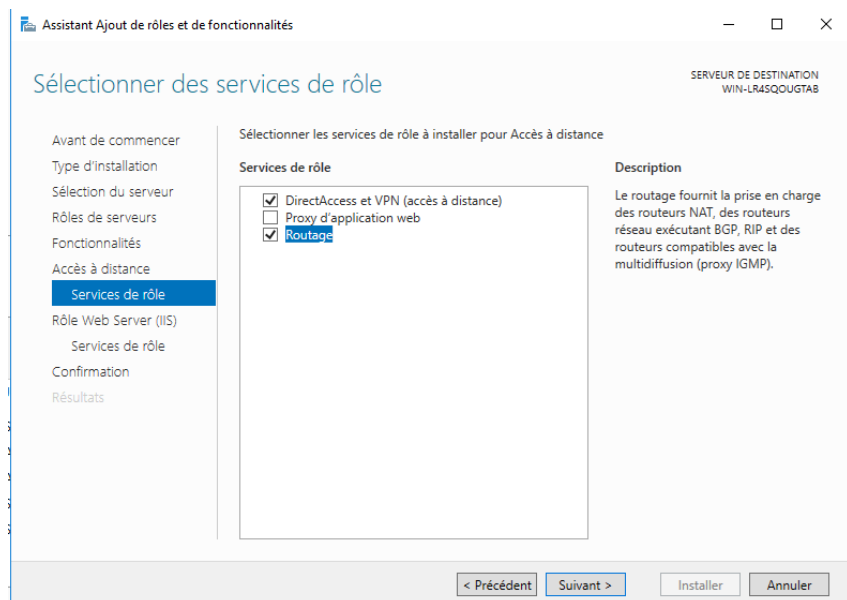 Assistant Ajout de rôles et de fonctionnalités
Sélectionner des services de rôle
SERVEUR DE DESTINATION
WIN-LR4SQOUGTAB
Avant de commencer
Type d'installation
Sélection du serveur
Rôles de serveurs
Fonctionnalités
Accès à distance
Services de rôle
Rôle Web Server (IIS)
Services de rôle
Confirmation
Résultats
Sélectionner les services de rôle à installer pour Accès à distance
Services de rôle
DirectAccess et VPN (accès à distance)
Proxy d'application web
Routage
Description
Le routage fournit la prise en charge
des routeurs NAT, des routeurs
réseau exécutant BGP, RIP et des
routeurs compatibles avec la
multidiffusion (proxy IGMP).
< Précédent
Suivant >
Installer
Annuler